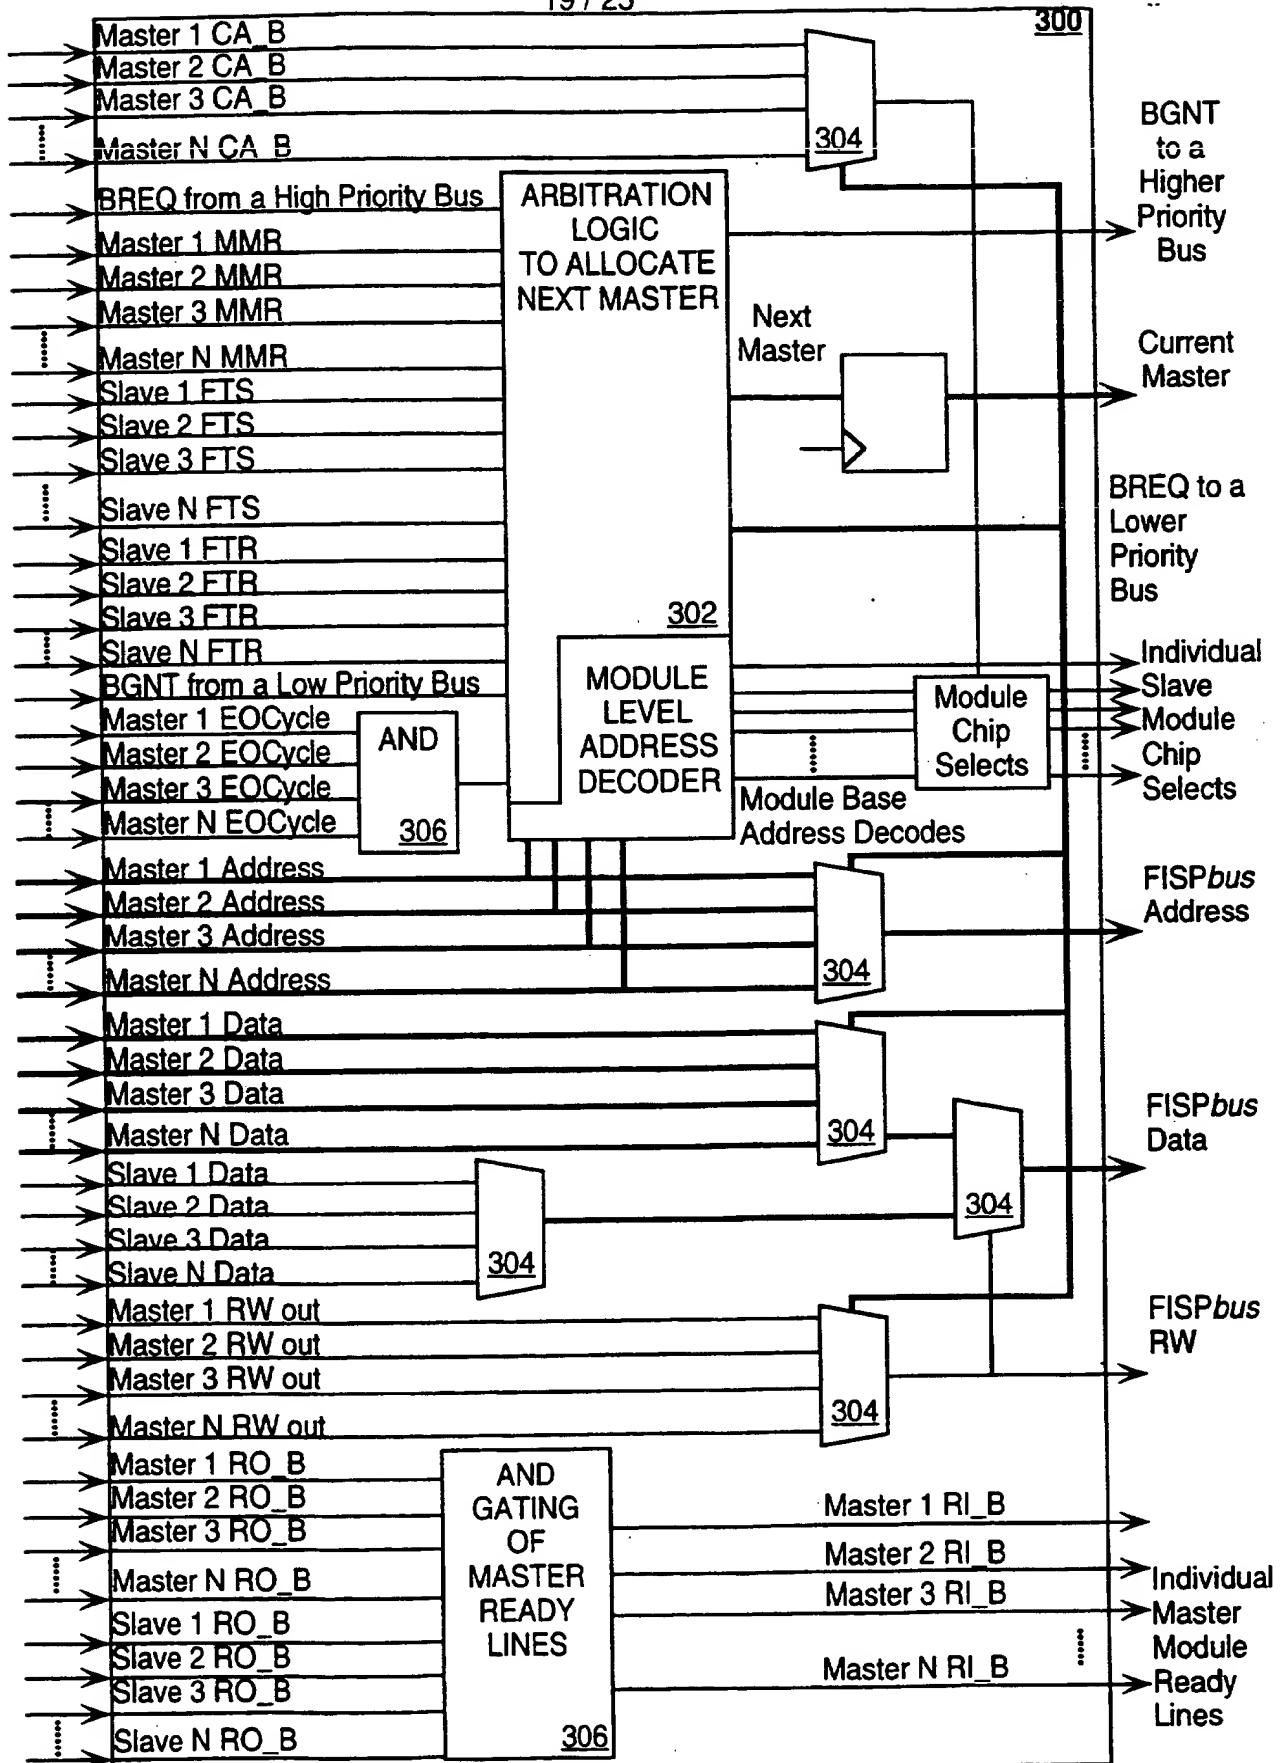 19 / 25
300
Master 1 CA_B
Master 2 CA_B
Master 3 CA_B
Master N CA_B
304
BGNT
to a
Higher
Priority
Bus
BREQ from a High Priority Bus
Master 1 MMR
Master 2 MMR
Master 3 MMR
Master N MMR
Slave 1 FTS
Slave 2 FTS
Slave 3 FTS
Slave N FTS
Slave 1 FTR
Slave 2 FTR
Slave 3 FTR
Slave N FTR
BGNT from a Low Priority Bus
ARBITRATION
LOGIC
TO ALLOCATE
NEXT MASTER
302
Next
Master
Current
Master
BREQ to a
Lower
Priority
Bus
MODULE
LEVEL
ADDRESS
DECODER
Module
Chip
Selects
Individual
Slave
Module
Chip
Selects
Module Base
Address Decodes
Master 1 EOCycle
Master 2 EOCycle
Master 3 EOCycle
Master N EOCycle
AND
306
Master 1 Address
Master 2 Address
Master 3 Address
Master N Address
304
FISPbus
Address
Master 1 Data
Master 2 Data
Master 3 Data
Master N Data
304
Slave 1 Data
Slave 2 Data
Slave 3 Data
Slave N Data
304
304
FISPbus
Data
Master 1 RW out
Master 2 RW out
Master 3 RW out
Master N RW out
304
FISPbus
RW
Master 1 RO_B
Master 2 RO_B
Master 3 RO_B
Master N RO_B
Slave 1 RO_B
Slave 2 RO_B
Slave 3 RO_B
Slave N RO_B
AND
GATING
OF
MASTER
READY
LINES
306
Master 1 RI_B
Master 2 RI_B
Master 3 RI_B
Master N RI_B
Individual
Master
Module
Ready
Lines